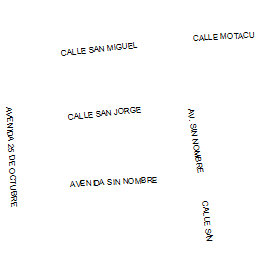 CALLE MOTACU
CALLE SAN MIGUEL
CALLE SAN JORGE
AVENIDA 25 DE OCTUBRE
AV. SIN NOMBRE
AVENIDA SIN NOMBRE
CALLE S/N